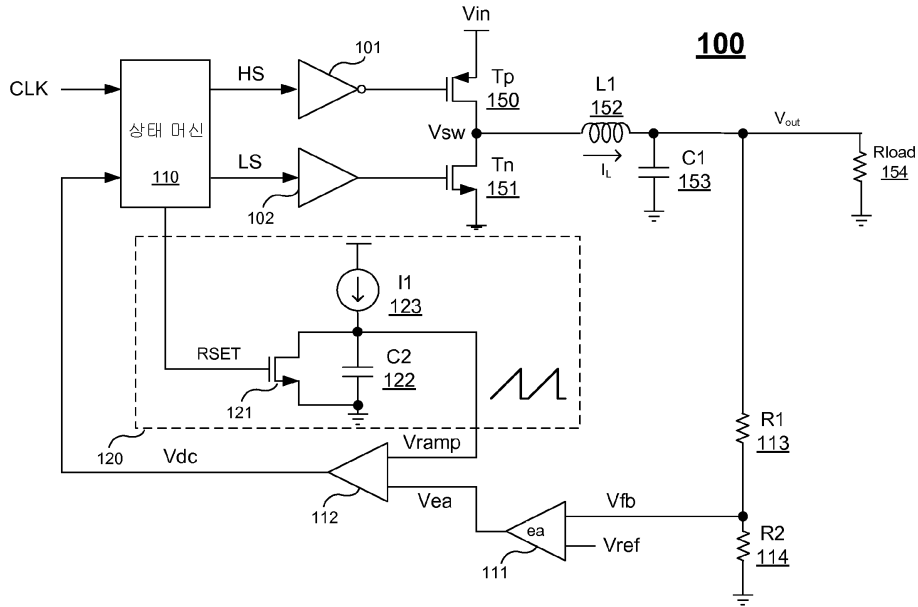 100
Vin
101
HS
CLK
상태 머신
110
Tp
150
L1
152
Vsw
Vout
LS
102
Tn
151
IL
C1
153
Rload
154
I1
123
RSET
121
C2
122
120
Vdc
Vramp
112
Vea
R1
113
Vfb
ea
111
Vref
R2
114